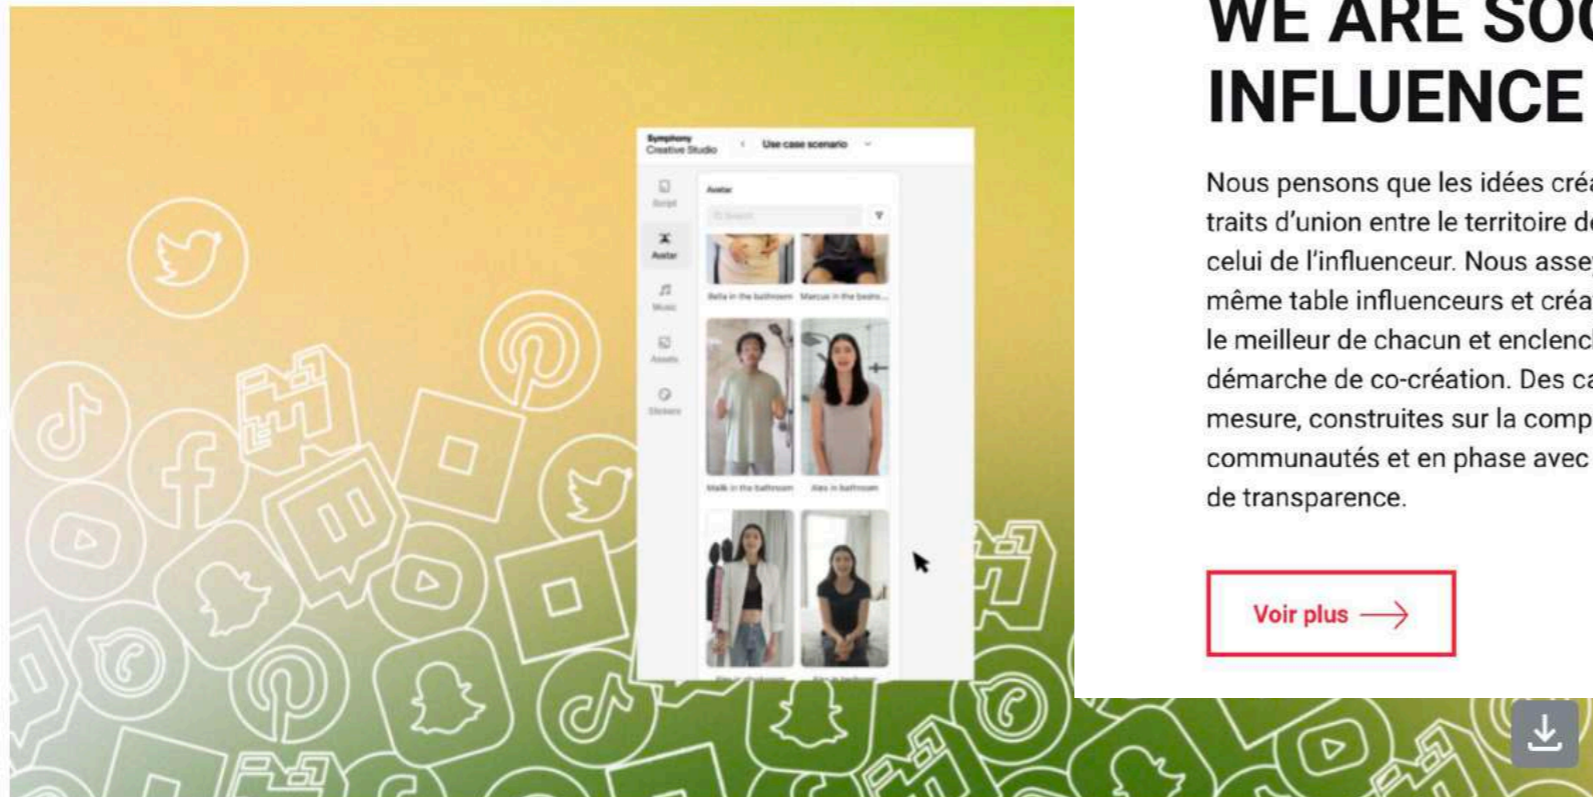 WE ARE SOC
INFLUENCE
Nous pensons que les idées créa
traits d’union entre le territoire de
celui de l’influenceur. Nous asse
même table influenceurs et créa
le meilleur de chacun et enclencl
démarche de co-création. Des ca
mesure, construites sur la comp
communautés et en phase avec
de transparence.
Voir plus
Symphony
Creative Studio
Use case scenario
Script
Avatar
Music
Assets
Stickers
Avatar
Search
Bella in the bathroom
Marcus in the bedro...
Malik in the bathroom
Alex in bathroom